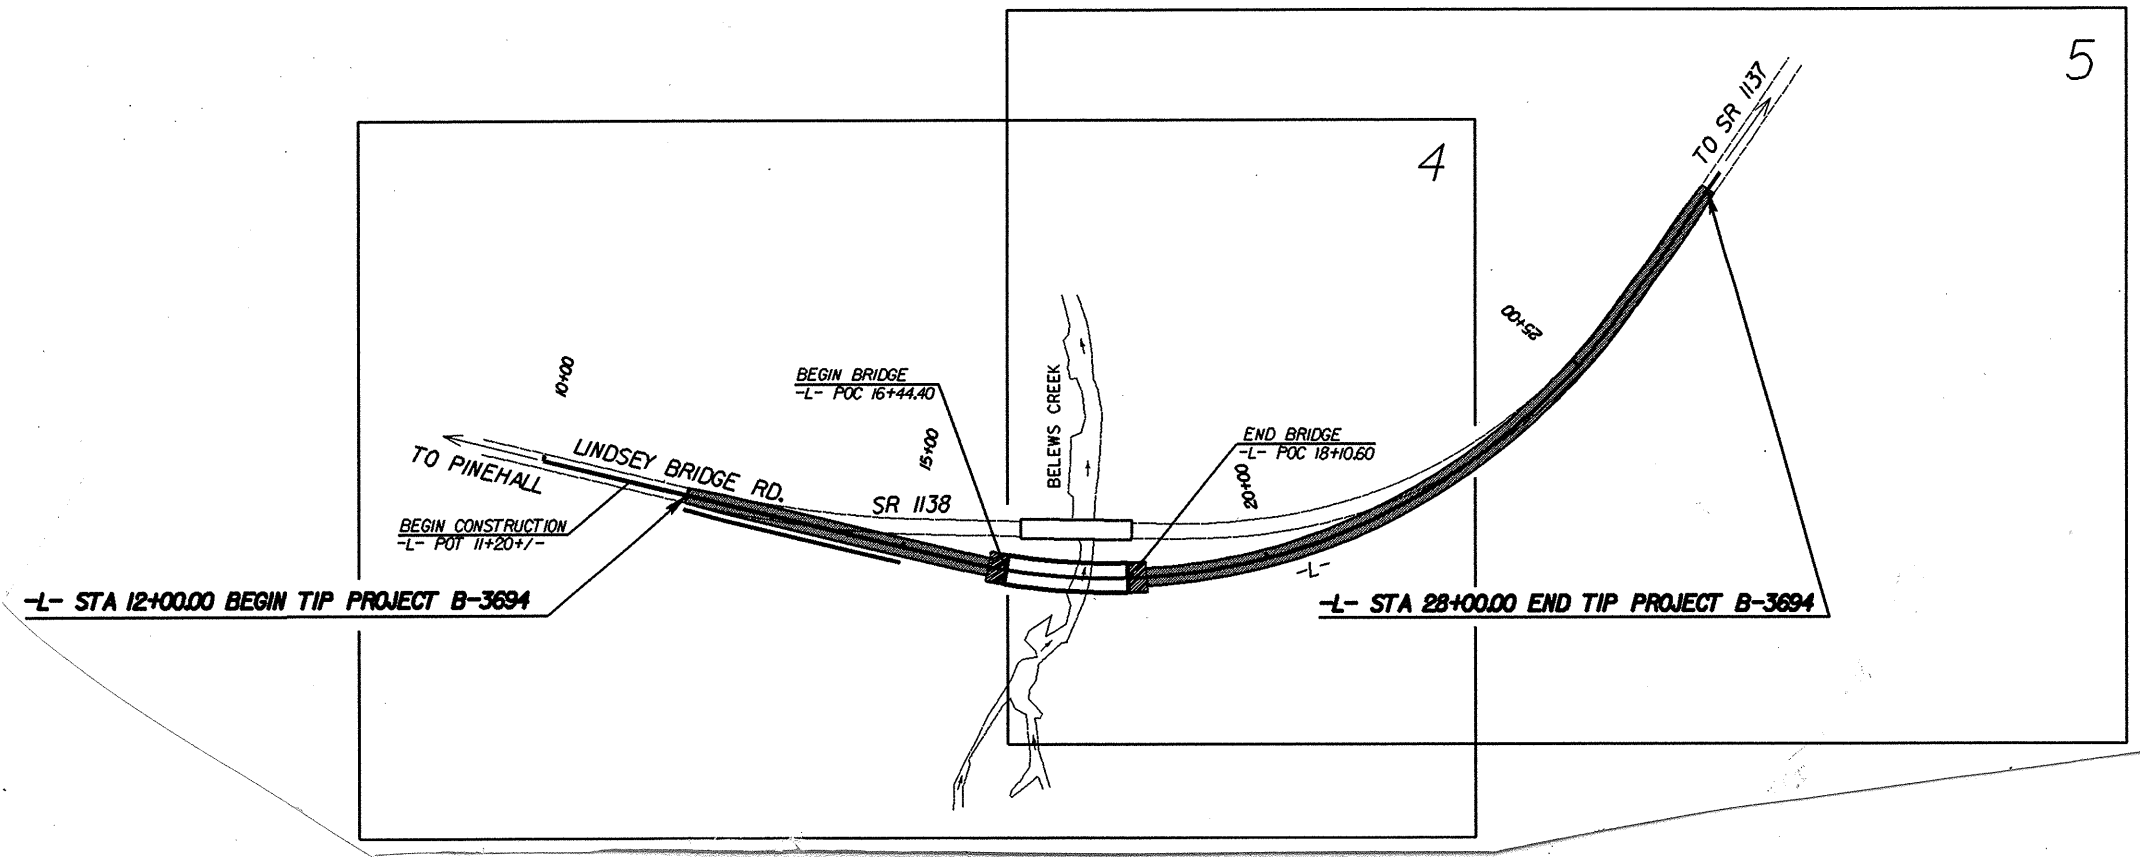 5
4
TO SR 1137
25+00
10+00
BEGIN BRIDGE
-L- POC 16+44.40
BELEWS CREEK
15+00
END BRIDGE
-L- POC 18+10.60
20+00
LINDSEY BRIDGE RD.
TO PINEHALL
SR 1138
BEGIN CONSTRUCTION
-L- POT 11+20+/-
-L-
-L- STA 12+00.00 BEGIN TIP PROJECT B-3694
-L- STA 28+00.00 END TIP PROJECT B-3694